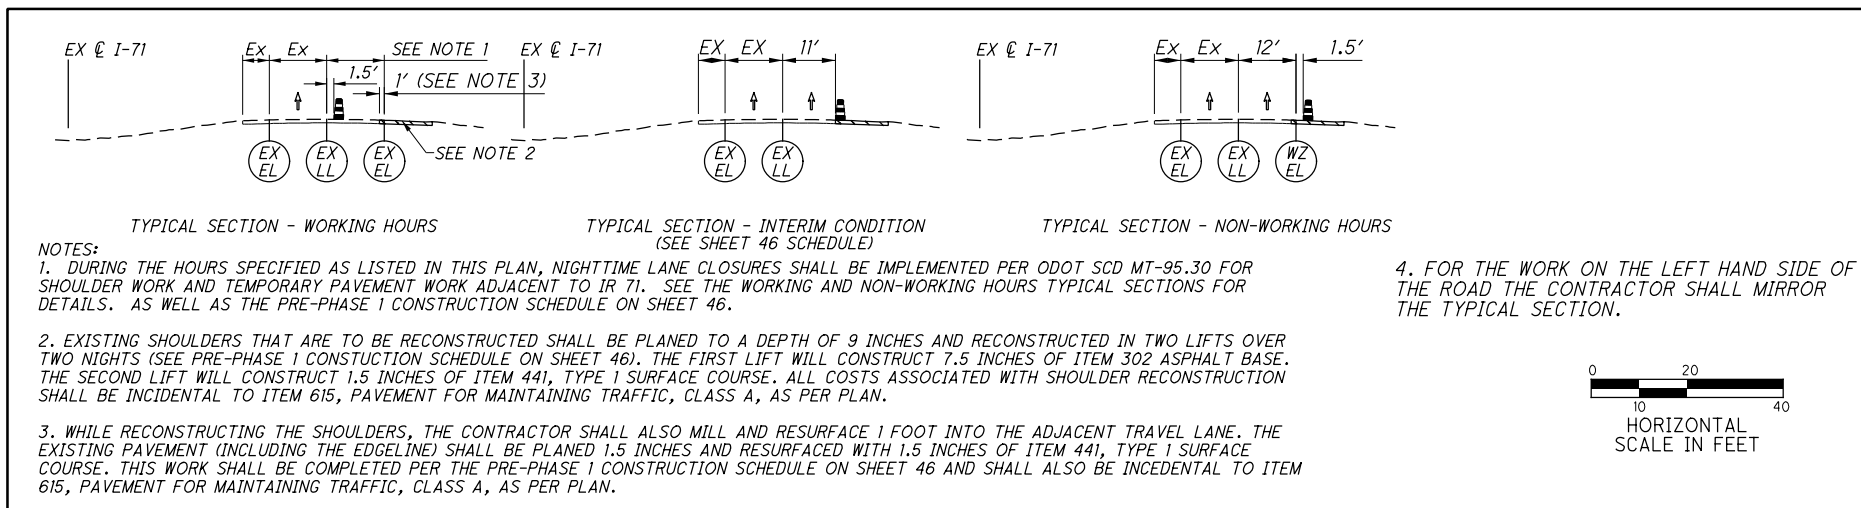 EX ℄ I-71
Ex Ex SEE NOTE 1
1.5'
1' (SEE NOTE 3)
SEE NOTE 2
EX
EL
EX
LL
EX
EL
TYPICAL SECTION - WORKING HOURS
EX ℄ I-71
EX EX 11'
EX
EL
EX
LL
TYPICAL SECTION - INTERIM CONDITION
(SEE SHEET 46 SCHEDULE)
EX ℄ I-71
Ex Ex 12' 1.5'
EX
EL
EX
LL
WZ
EL
TYPICAL SECTION - NON-WORKING HOURS
NOTES:
1. DURING THE HOURS SPECIFIED AS LISTED IN THIS PLAN, NIGHTTIME LANE CLOSURES SHALL BE IMPLEMENTED PER ODOT SCD MT-95.30 FOR
SHOULDER WORK AND TEMPORARY PAVEMENT WORK ADJACENT TO IR 71. SEE THE WORKING AND NON-WORKING HOURS TYPICAL SECTIONS FOR
DETAILS. AS WELL AS THE PRE-PHASE 1 CONSTRUCTION SCHEDULE ON SHEET 46.
2. EXISTING SHOULDERS THAT ARE TO BE RECONSTRUCTED SHALL BE PLANED TO A DEPTH OF 9 INCHES AND RECONSTRUCTED IN TWO LIFTS OVER
TWO NIGHTS (SEE PRE-PHASE 1 CONSTUCTION SCHEDULE ON SHEET 46). THE FIRST LIFT WILL CONSTRUCT 7.5 INCHES OF ITEM 302 ASPHALT BASE.
THE SECOND LIFT WILL CONSTRUCT 1.5 INCHES OF ITEM 441, TYPE 1 SURFACE COURSE. ALL COSTS ASSOCIATED WITH SHOULDER RECONSTRUCTION
SHALL BE INCIDENTAL TO ITEM 615, PAVEMENT FOR MAINTAINING TRAFFIC, CLASS A, AS PER PLAN.
3. WHILE RECONSTRUCTING THE SHOULDERS, THE CONTRACTOR SHALL ALSO MILL AND RESURFACE 1 FOOT INTO THE ADJACENT TRAVEL LANE. THE
EXISTING PAVEMENT (INCLUDING THE EDGELINE) SHALL BE PLANED 1.5 INCHES AND RESURFACED WITH 1.5 INCHES OF ITEM 441, TYPE 1 SURFACE
COURSE. THIS WORK SHALL BE COMPLETED PER THE PRE-PHASE 1 CONSTRUCTION SCHEDULE ON SHEET 46 AND SHALL ALSO BE INCEDENTAL TO ITEM
615, PAVEMENT FOR MAINTAINING TRAFFIC, CLASS A, AS PER PLAN.
4. FOR THE WORK ON THE LEFT HAND SIDE OF
THE ROAD THE CONTRACTOR SHALL MIRROR
THE TYPICAL SECTION.
0 20
10 40
HORIZONTAL
SCALE IN FEET